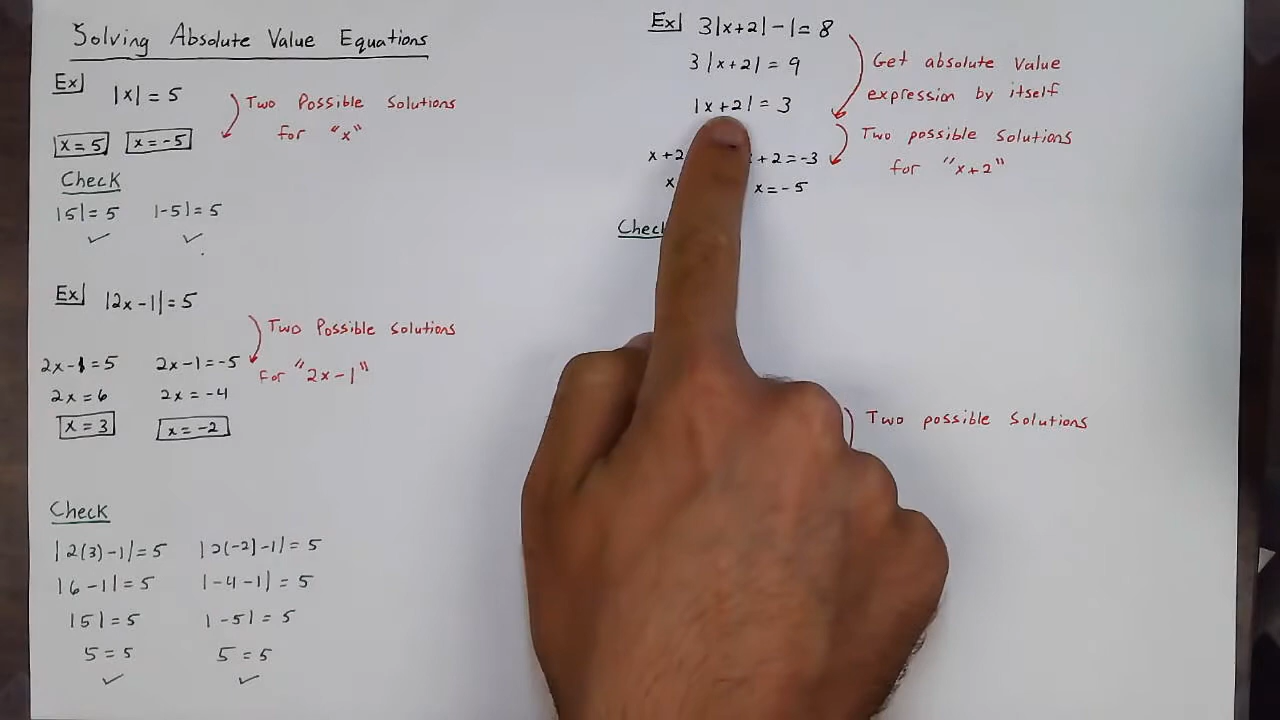 Solving Absolute Value Equations
Ex|
|x| = 5
Two Possible Solutions
for "x"
x = 5 x = -5
Check
|5| = 5 |-5| = 5
✓ ✓
Ex|
|2x - 1| = 5
Two Possible Solutions
for "2x - 1"
2x - 1 = 5 2x - 1 = -5
2x = 6 2x = -4
x = 3 x = -2
Check
|2(3) - 1| = 5 |2(-2) - 1| = 5
|6 - 1| = 5 |-4 - 1| = 5
|5| = 5 |-5| = 5
5 = 5 5 = 5
✓ ✓
Ex|
3|x+2| - 1 = 8
3|x+2| = 9
|x+2| = 3
Get absolute value
expression by itself
Two possible Solutions
for "x+2"
x+2 + 2 = -3
x x = -5
Check
Two possible Solutions